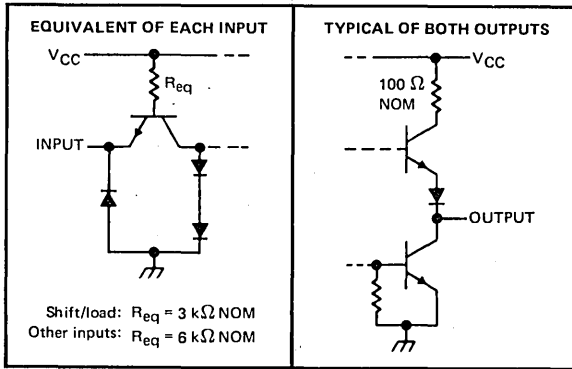 EQUIVALENT OF EACH INPUT
VCC
Req
INPUT
Shift/load: Req = 3 kΩ NOM
Other inputs: Req = 6 kΩ NOM
TYPICAL OF BOTH OUTPUTS
VCC
100 Ω
NOM
OUTPUT